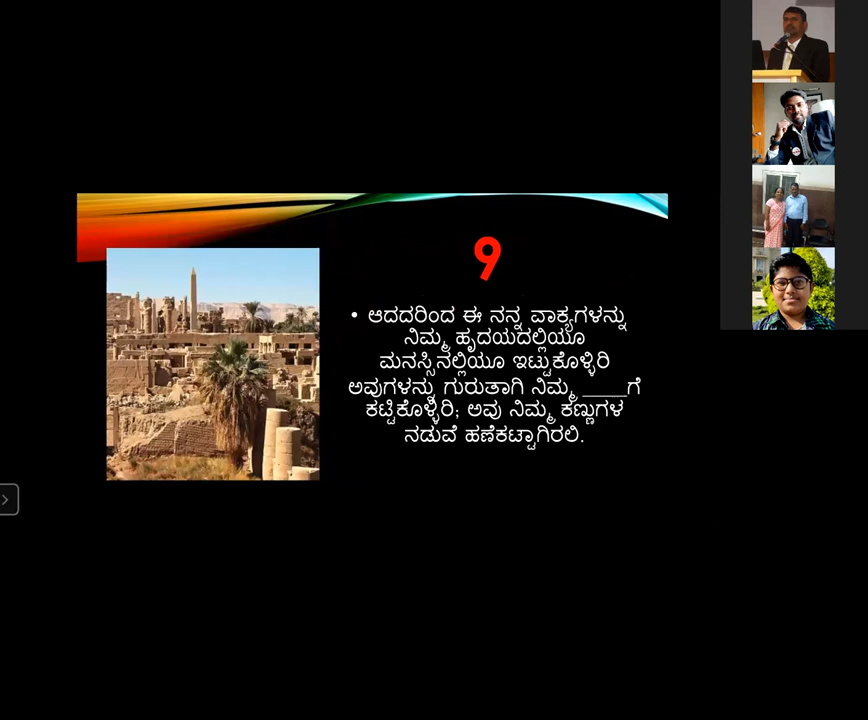 9
• ಆದದರಿಂದ ಈ ನನ್ನ ವಾಕ್ಯಗಳನ್ನು
ನಿಮ್ಮ ಹೃದಯದಲ್ಲಿಯೂ
ಮನಸ್ಸಿನಲ್ಲಿಯೂ ಇಟ್ಟುಕೊಳ್ಳಿರಿ
ಅವುಗಳನ್ನು ಗುರುತಾಗಿ ನಿಮ್ಮ ____ಗೆ
ಕಟ್ಟಿಕೊಳ್ಳಿರಿ; ಅವು ನಿಮ್ಮ ಕಣ್ಣುಗಳ
ನಡುವೆ ಹಣೆಕಟ್ಟಾಗಿರಲಿ.